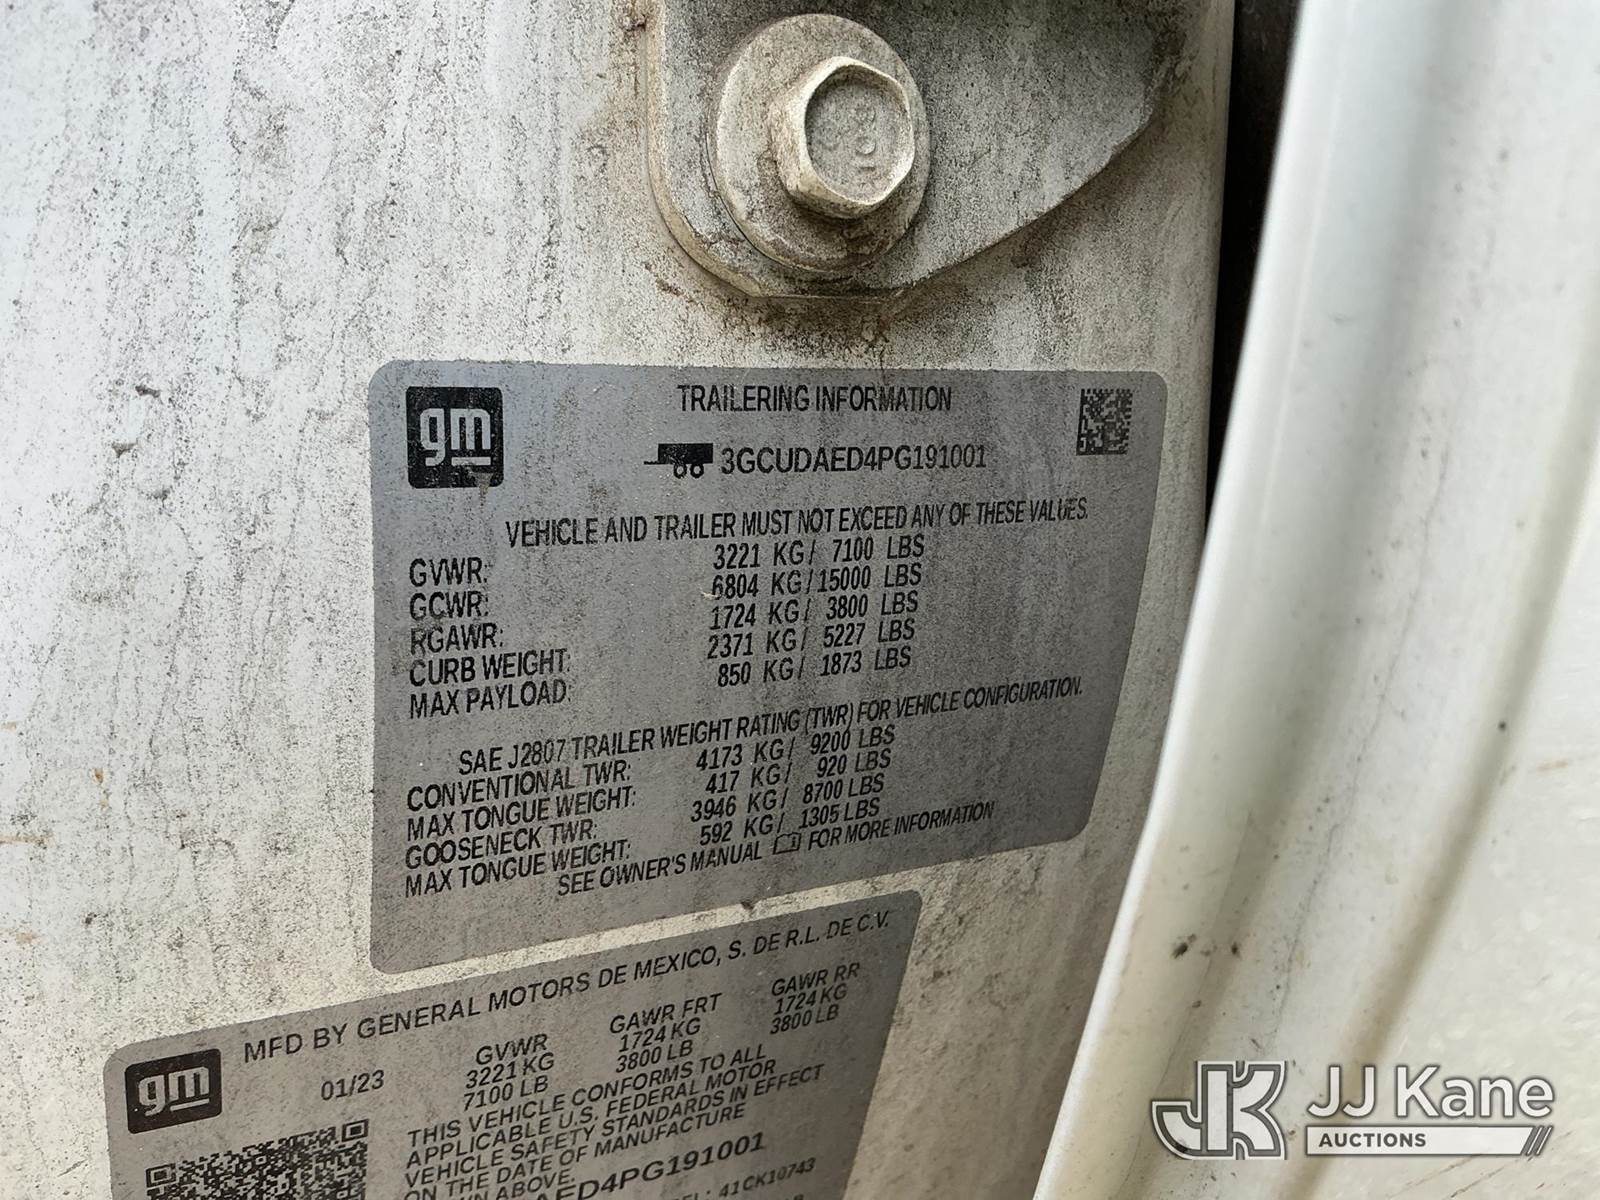 8.8
10I
gm
TRAILERING INFORMATION
3GCUDAED4PG191001
VEHICLE AND TRAILER MUST NOT EXCEED ANY OF THESE VALUES.
GVWR: 3221 KG/ 7100 LBS
GCWR: 6804 KG/15000 LBS
RGAWR: 1724 KG/ 3800 LBS
CURB WEIGHT: 2371 KG/ 5227 LBS
MAX PAYLOAD: 850 KG/ 1873 LBS
SAE J2807 TRAILER WEIGHT RATING (TWR) FOR VEHICLE CONFIGURATION.
CONVENTIONAL TWR: 4173 KG/ 9200 LBS
MAX TONGUE WEIGHT: 417 KG/ 920 LBS
GOOSENECK TWR: 3946 KG/ 8700 LBS
MAX TONGUE WEIGHT: 592 KG/ 1305 LBS
SEE OWNER'S MANUAL FOR MORE INFORMATION
gm
MFD BY GENERAL MOTORS DE MEXICO, S. DE R.L. DE C.V.
01/23 GVWR GAWR FRT GAWR RR
3221 KG 1724 KG 1724 KG
7100 LB 3800 LB 3800 LB
THIS VEHICLE CONFORMS TO ALL
APPLICABLE U.S. FEDERAL MOTOR
VEHICLE SAFETY STANDARDS IN EFFECT
ON THE DATE OF MANUFACTURE
WN ABOVE.
AED4PG191001
: 41CK10743
JK JJ Kane
AUCTIONS